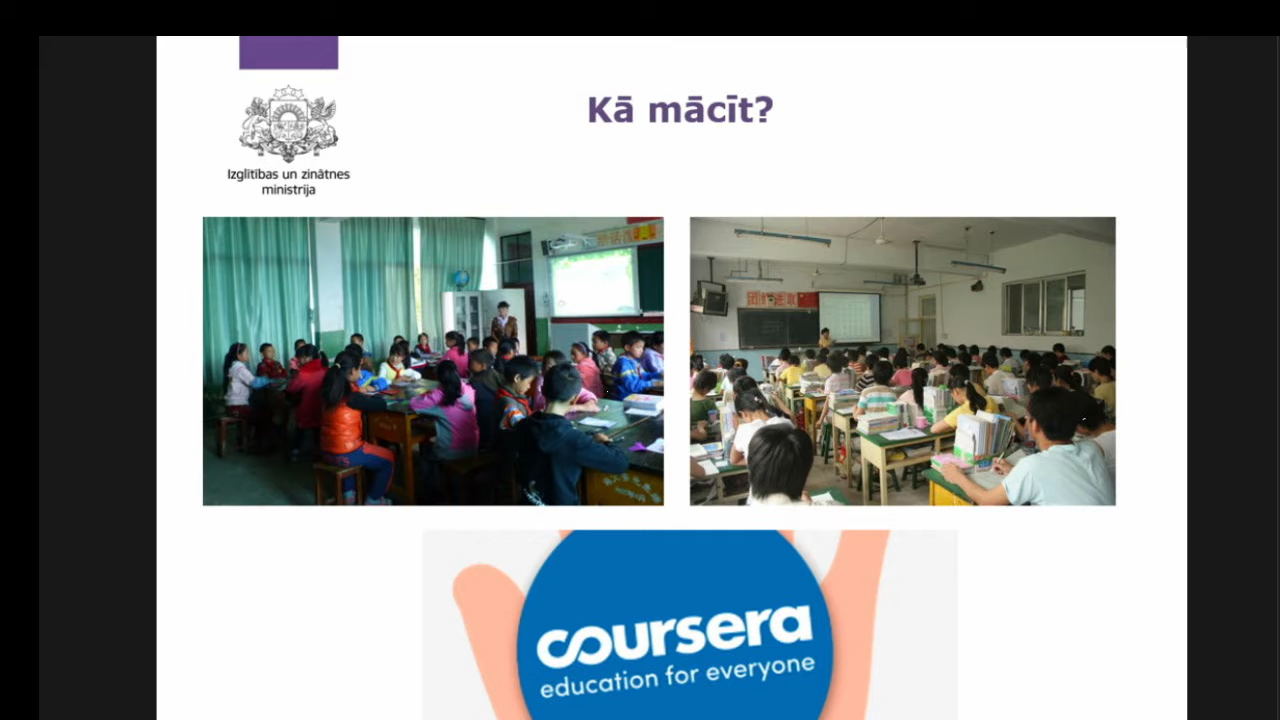 Kā mācīt?
Izglītības un zinātnes
ministrija
coursera
education for everyone